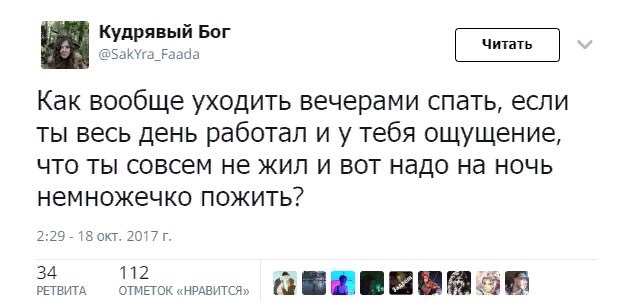 Кудрявый Бог
@SakYra_Faada
Читать
Как вообще уходить вечерами спать, если
ты весь день работал и у тебя ощущение,
что ты совсем не жил и вот надо на ночь
немножечко пожить?
2:29 - 18 окт. 2017 г.
34 112
РЕТВИТА ОТМЕТОК «НРАВИТСЯ»